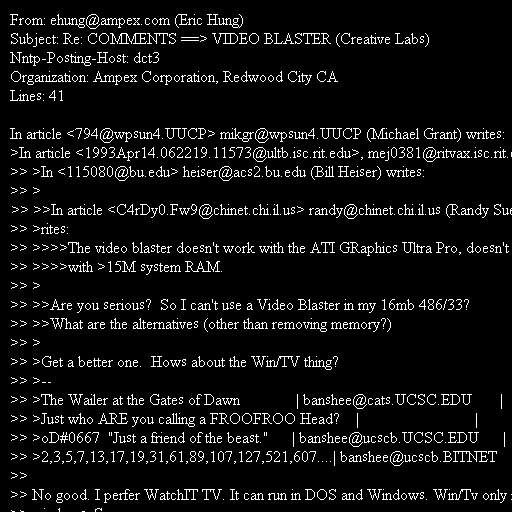 From: ehung@ampex.com (Eric Hung)
Subject: Re: COMMENTS ==> VIDEO BLASTER (Creative Labs)
Nntp-Posting-Host: dct3
Organization: Ampex Corporation, Redwood City CA
Lines: 41

In article <794@wpsun4.UUCP> mikgr@wpsun4.UUCP (Michael Grant) writes:
>In article <1993Apr14.062219.11573@ultb.isc.rit.edu>, mej0381@ritvax.isc.rit.
>> >In <115080@bu.edu> heiser@acs2.bu.edu (Bill Heiser) writes:
>> >
>> >>In article <C4rDy0.Fw9@chinet.chi.il.us> randy@chinet.chi.il.us (Randy
>> >rites:
>> >>>>The video blaster doesn't work with the ATI GRaphics Ultra Pro, doesn't
>> >>>>with >15M system RAM.
>> >
>> >>Are you serious?  So I can't use a Video Blaster in my 16mb 486/33?
>> >>What are the alternatives (other than removing memory?)
>> >
>> >Get a better one.  Hows about the Win/TV thing?
>> >--
>> >The Wailer at the Gates of Dawn              | banshee@cats.UCSC.EDU       |
>> >Just who ARE you calling a FROOFROO Head?    |                             |
>> >oD#0667  "Just a friend of the beast."       | banshee@ucscb.UCSC.EDU      |
>> >2,3,5,7,13,17,19,31,61,89,107,127,521,607....| banshee@ucscb.BITNET
>>
>> No good. I perfer WatchIT TV. It can run in DOS and Windows. Win/Tv only